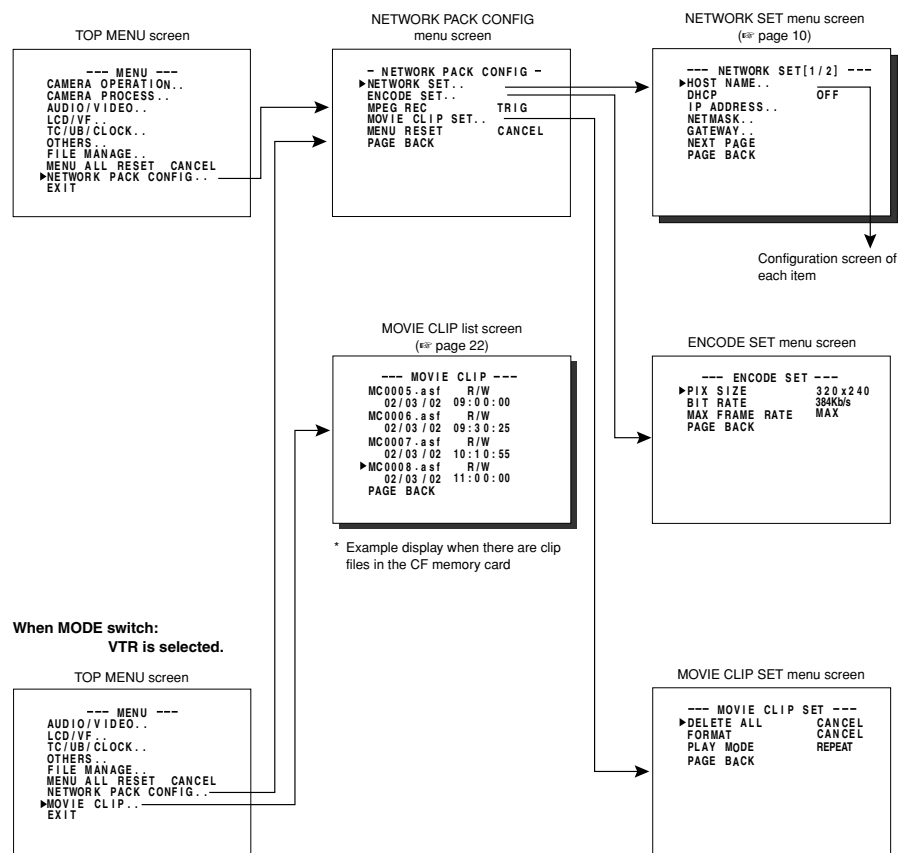 TOP MENU screen
--- MENU ---
CAMERA OPERATION..
CAMERA PROCESS..
AUDIO/VIDEO..
LCD/VF..
TC/UB/CLOCK..
OTHERS..
FILE MANAGE..
MENU ALL RESET CANCEL
▶NETWORK PACK CONFIG..
EXIT
NETWORK PACK CONFIG
menu screen
– NETWORK PACK CONFIG –
▶NETWORK SET..
ENCODE SET..
MPEG REC TRIG
MOVIE CLIP SET..
MENU RESET CANCEL
PAGE BACK
NETWORK SET menu screen
(☞ page 10)
--- NETWORK SET[1/2] ---
▶HOST NAME..
DHCP OFF
IP ADDRESS..
NETMASK..
GATEWAY..
NEXT PAGE
PAGE BACK
Configuration screen of
each item
MOVIE CLIP list screen
(☞ page 22)
--- MOVIE CLIP ---
MC0005.asf R/W
02/03/02 09:00:00
MC0006.asf R/W
02/03/02 09:30:25
MC0007.asf R/W
02/03/02 10:10:55
▶MC0008.asf R/W
02/03/02 11:00:00
PAGE BACK
* Example display when there are clip
files in the CF memory card
ENCODE SET menu screen
--- ENCODE SET ---
▶PIX SIZE 320x240
BIT RATE 384Kb/s
MAX FRAME RATE MAX
PAGE BACK
When MODE switch:
VTR is selected.
TOP MENU screen
--- MENU ---
AUDIO/VIDEO..
LCD/VF..
TC/UB/CLOCK..
OTHERS..
FILE MANAGE..
MENU ALL RESET CANCEL
NETWORK PACK CONFIG..
▶MOVIE CLIP..
EXIT
MOVIE CLIP SET menu screen
--- MOVIE CLIP SET ---
▶DELETE ALL CANCEL
FORMAT CANCEL
PLAY MODE REPEAT
PAGE BACK